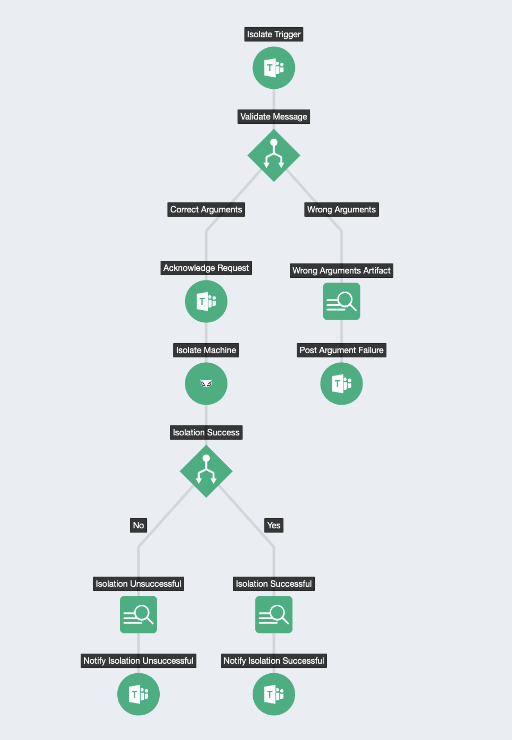 Isolate Trigger
T
Validate Message
Correct Arguments
Wrong Arguments
Acknowledge Request
Wrong Arguments Artifact
T
Isolate Machine
Post Argument Failure
T
Isolation Success
No
Yes
Isolation Unsuccessful
Isolation Successful
Notify Isolation Unsuccessful
Notify Isolation Successful
T
T